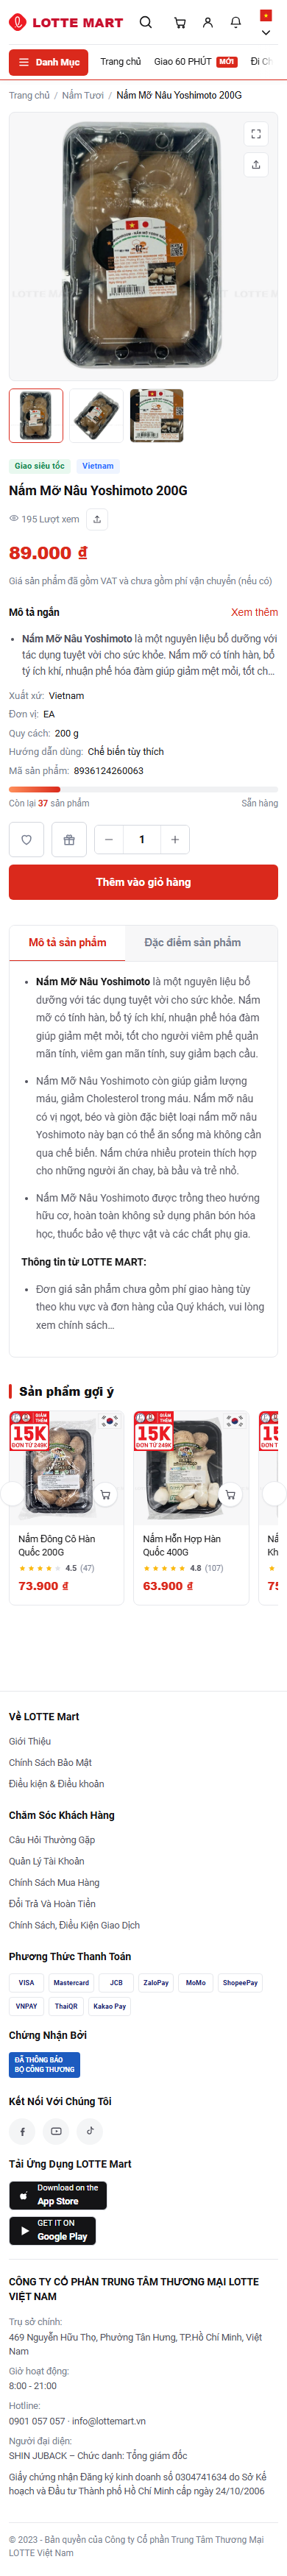 LOTTE MART
Danh Mục
Trang chủ
Giao 60 PHÚT
MỚI
Đi Ch
Trang chủ / Nấm Tươi / Nấm Mỡ Nâu Yoshimoto 200G
LOTTE MART
LOTTE MART
Giao siêu tốc
Vietnam
Nấm Mỡ Nâu Yoshimoto 200G
195 Lượt xem
89.000 ₫
Giá sản phẩm đã gồm VAT và chưa gồm phí vận chuyển (nếu có)
Mô tả ngắn
Xem thêm
• Nấm Mỡ Nâu Yoshimoto là một nguyên liệu bổ dưỡng với
tác dụng tuyệt vời cho sức khỏe. Nấm mỡ có tính hàn, bổ
tỳ ích khí, nhuận phế hóa đàm giúp giảm mệt mỏi, tốt ch...
Xuất xứ: Vietnam
Đơn vị: EA
Quy cách: 200 g
Hướng dẫn dùng: Chế biến tùy thích
Mã sản phẩm: 8936124260063
Còn lại 37 sản phẩm
Sẵn hàng
1
Thêm vào giỏ hàng
Mô tả sản phẩm
Đặc điểm sản phẩm
• Nấm Mỡ Nâu Yoshimoto là một nguyên liệu bổ
dưỡng với tác dụng tuyệt vời cho sức khỏe. Nấm
mỡ có tính hàn, bổ tỳ ích khí, nhuận phế hóa đàm
giúp giảm mệt mỏi, tốt cho người viêm phế quản
mãn tính, viêm gan mãn tính, suy giảm bạch cầu.
• Nấm Mỡ Nâu Yoshimoto còn giúp giảm lượng
máu, giảm Cholesterol trong máu. Nấm mỡ nâu
có vị ngọt, béo và giòn đặc biệt loại nấm mỡ nâu
Yoshimoto này bạn có thể ăn sống mà không cần
qua chế biến. Nấm chứa nhiều protein thích hợp
cho những người ăn chay, bà bầu và trẻ nhỏ.
• Nấm Mỡ Nâu Yoshimoto được trồng theo hướng
hữu cơ, hoàn toàn không sử dụng phân bón hóa
học, thuốc bảo vệ thực vật và các chất phụ gia.
Thông tin từ LOTTE MART:
• Đơn giá sản phẩm chưa gồm phí giao hàng tùy
theo khu vực và đơn hàng của Quý khách, vui lòng
xem chính sách…
Sản phẩm gợi ý
GIẢM THÊM
15K
ĐƠN TỪ 249K
Nấm Đông Cô Hàn
Quốc 200G
4.5 (47)
73.900 ₫
GIẢM THÊM
15K
ĐƠN TỪ 249K
Nấm Hỗn Hợp Hàn
Quốc 400G
4.8 (107)
63.900 ₫
Về LOTTE Mart
Giới Thiệu
Chính Sách Bảo Mật
Điều kiện & Điều khoản
Chăm Sóc Khách Hàng
Câu Hỏi Thường Gặp
Quản Lý Tài Khoản
Chính Sách Mua Hàng
Đổi Trả Và Hoàn Tiền
Chính Sách, Điều Kiện Giao Dịch
Phương Thức Thanh Toán
VISA
Mastercard
JCB
ZaloPay
MoMo
ShopeePay
VNPAY
ThaiQR
Kakao Pay
Chứng Nhận Bởi
ĐÃ THÔNG BÁO
BỘ CÔNG THƯƠNG
Kết Nối Với Chúng Tôi
Tải Ứng Dụng LOTTE Mart
Download on the
App Store
GET IT ON
Google Play
CÔNG TY CỔ PHẦN TRUNG TÂM THƯƠNG MẠI LOTTE
VIỆT NAM
Trụ sở chính:
469 Nguyễn Hữu Thọ, Phường Tân Hưng, TP.Hồ Chí Minh, Việt
Nam
Giờ hoạt động:
8:00 - 21:00
Hotline:
0901 057 057 · info@lottemart.vn
Người đại diện:
SHIN JUBACK – Chức danh: Tổng giám đốc
Giấy chứng nhận Đăng ký kinh doanh số 0304741634 do Sở Kế
hoạch và Đầu tư Thành phố Hồ Chí Minh cấp ngày 24/10/2006
© 2023 - Bản quyền của Công ty Cổ phần Trung Tâm Thương Mại
LOTTE Việt Nam